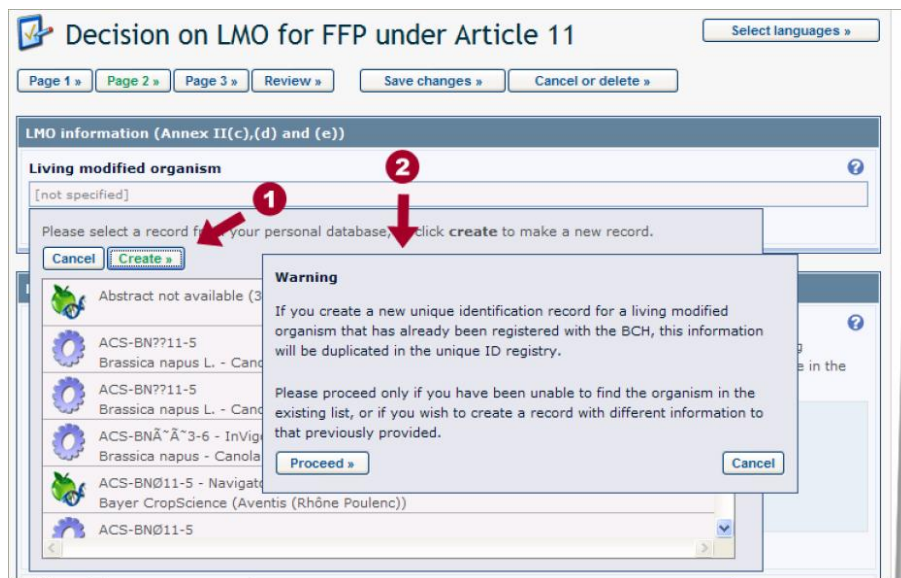 Decision on LMO for FFP under Article 11
Select languages »
Page 1 » Page 2 » Page 3 » Review » Save changes » Cancel or delete »
LMO information (Annex II(c),(d) and (e))
Living modified organism
[not specified]
1
2
Please select a record from your personal database, click create to make a new record.
Cancel Create »
Abstract not available (3
ACS-BN??11-5
Brassica napus L. - Cano
ACS-BN??11-5
Brassica napus L. - Cano
ACS-BNÃ˜Ã˜3-6 - InVig
Brassica napus - Canola
ACS-BNØ11-5 - Navigat
Bayer CropScience (Aventis (Rhône Poulenc))
ACS-BNØ11-5
Warning
If you create a new unique identification record for a living modified
organism that has already been registered with the BCH, this information
will be duplicated in the unique ID registry.
Please proceed only if you have been unable to find the organism in the
existing list, or if you wish to create a record with different information to
that previously provided.
Proceed » Cancel
e in the